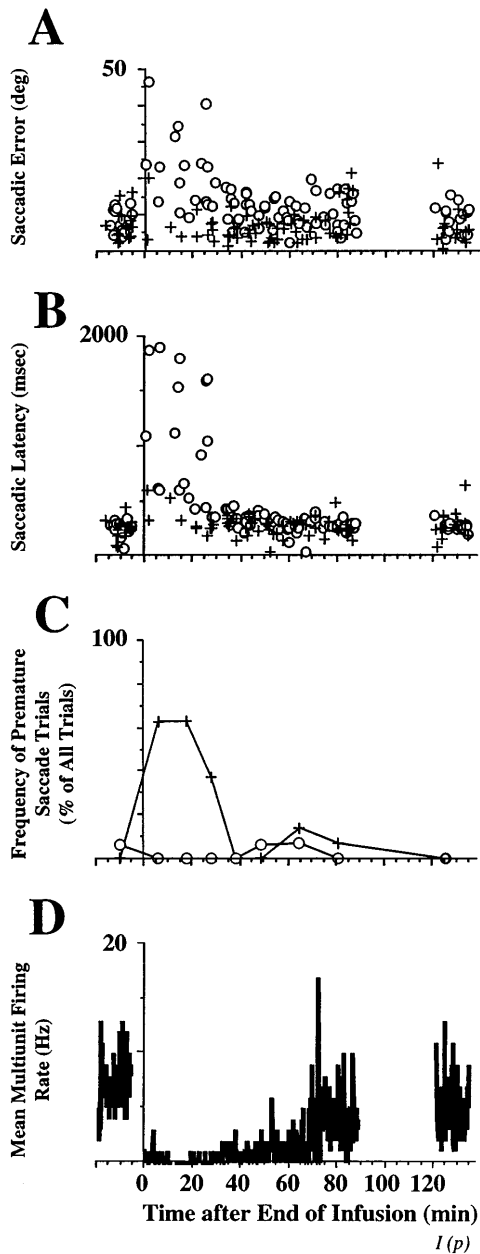 A
50
Saccadic Error (deg)
B
2000
Saccadic Latency (msec)
C
100
Frequency of Premature
Saccade Trials
(% of All Trials)
D
20
Mean Multiunit Firing
Rate (Hz)
0 20 40 60 80 100 120
Time after End of Infusion (min)
I (p)